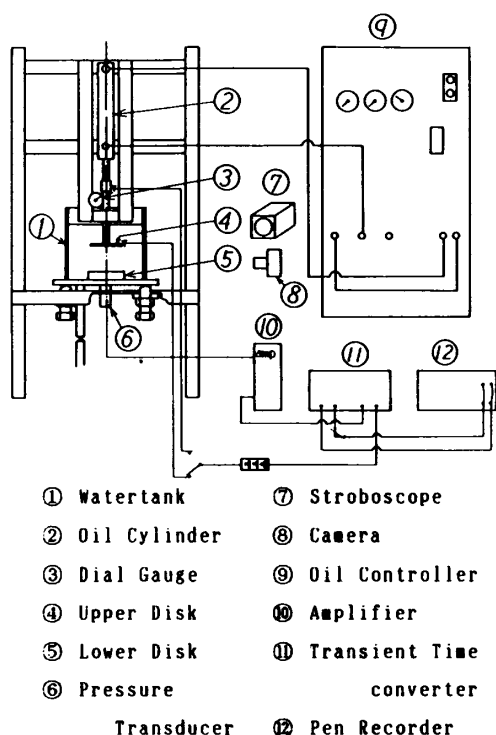 ⑨
②
③
⑦
①
④
⑤
⑧
⑥
⑩
⑪
⑫
① Watertank
② Oil Cylinder
③ Dial Gauge
④ Upper Disk
⑤ Lower Disk
⑥ Pressure
Transducer
⑦ Stroboscope
⑧ Camera
⑨ Oil Controller
⑩ Amplifier
⑪ Transient Time
converter
⑫ Pen Recorder